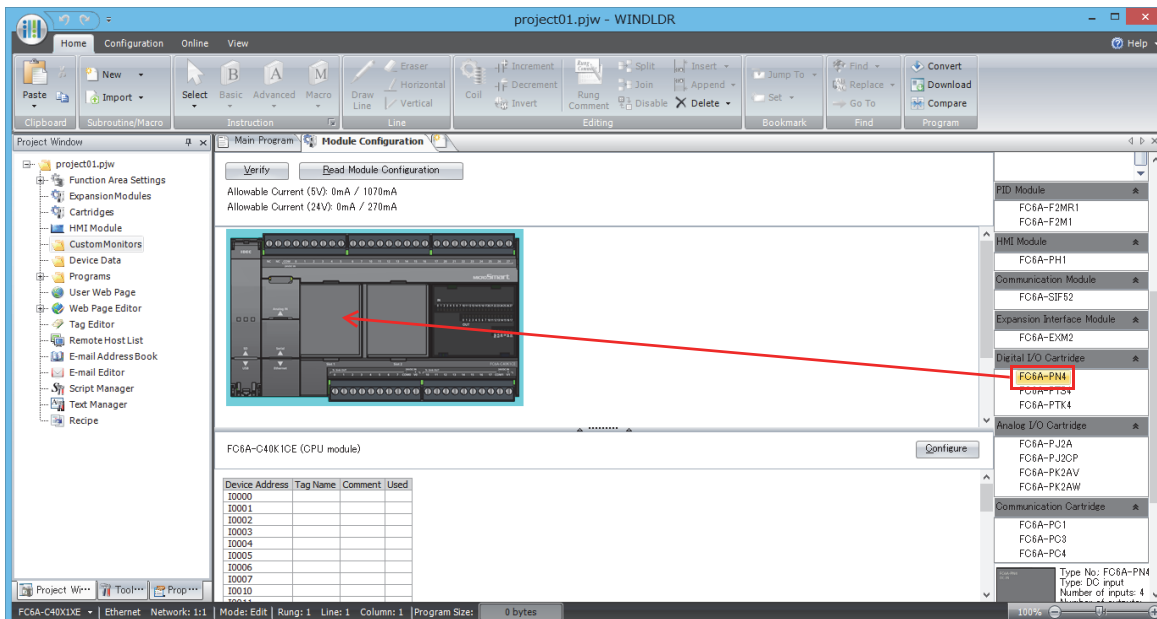 project01.pjw - WINDLDR
Home Configuration Online View
Help
Paste
New
Import
Select
Basic Advanced Macro
Draw Line
Eraser
Horizontal
Vertical
Coil
Increment
Decrement
Invert
Rung Comment
Split
Join
Disable
Insert
Append
Delete
Jump To
Set
Find
Replace
Go To
Convert
Download
Compare
Clipboard Subroutine/Macro Instruction Line Editing Bookmark Find Program
Project Window
Main Program Module Configuration
project01.pjw
Function Area Settings
ExpansionModules
Cartridges
HMI Module
CustomMonitors
Device Data
Programs
User Web Page
Web Page Editor
Tag Editor
Remote Host List
E-mail AddressBook
E-mail Editor
Script Manager
Text Manager
Recipe
Verify Read Module Configuration
Allowable Current (5V): 0mA / 1070mA
Allowable Current (24V): 0mA / 270mA
microSmart
FC6A-C40K1CE (CPU module)
Configure
Device Address Tag Name Comment Used
I0000
I0001
I0002
I0003
I0004
I0005
I0006
I0007
I0010
I0011
PID Module
FC6A-F2MR1
FC6A-F2M1
HMI Module
FC6A-PH1
Communication Module
FC6A-SIF52
Expansion Interface Module
FC6A-EXM2
Digital I/O Cartridge
FC6A-PN4
FC6A-PTS4
FC6A-PTK4
Analog I/O Cartridge
FC6A-PJ2A
FC6A-PJ2CP
FC6A-PK2AV
FC6A-PK2AW
Communication Cartridge
FC6A-PC1
FC6A-PC3
FC6A-PC4
Type No.: FC6A-PN4
Type: DC input
Number of inputs: 4
Number of outputs:
Project Wi··· Tool··· Prop···
FC6A-C40X1XE Ethernet Network: 1:1 Mode: Edit Rung: 1 Line: 1 Column: 1 Program Size: 0 bytes 100%